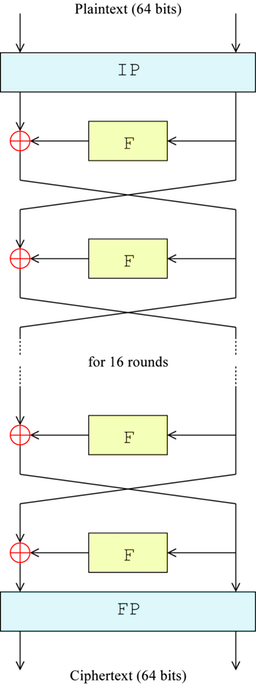 Plaintext (64 bits)
IP
F
F
for 16 rounds
F
F
FP
Ciphertext (64 bits)